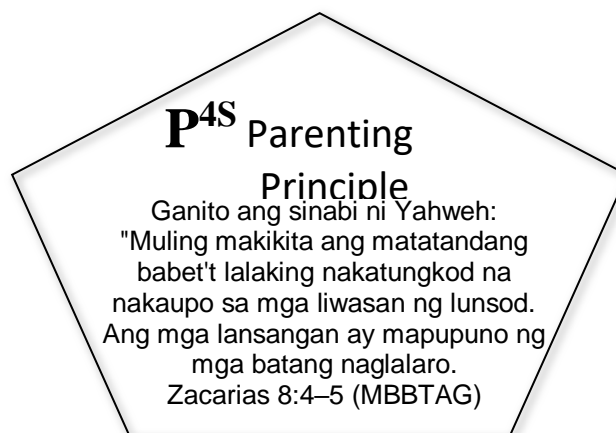 P4S Parenting
Principle
Ganito ang sinabi ni Yahweh:
"Muling makikita ang matatandang
babet't lalaking nakatungkod na
nakaupo sa mga liwasan ng lunsod.
Ang mga lansangan ay mapupuno ng
mga batang naglalaro.
Zacarias 8:4–5 (MBBTAG)